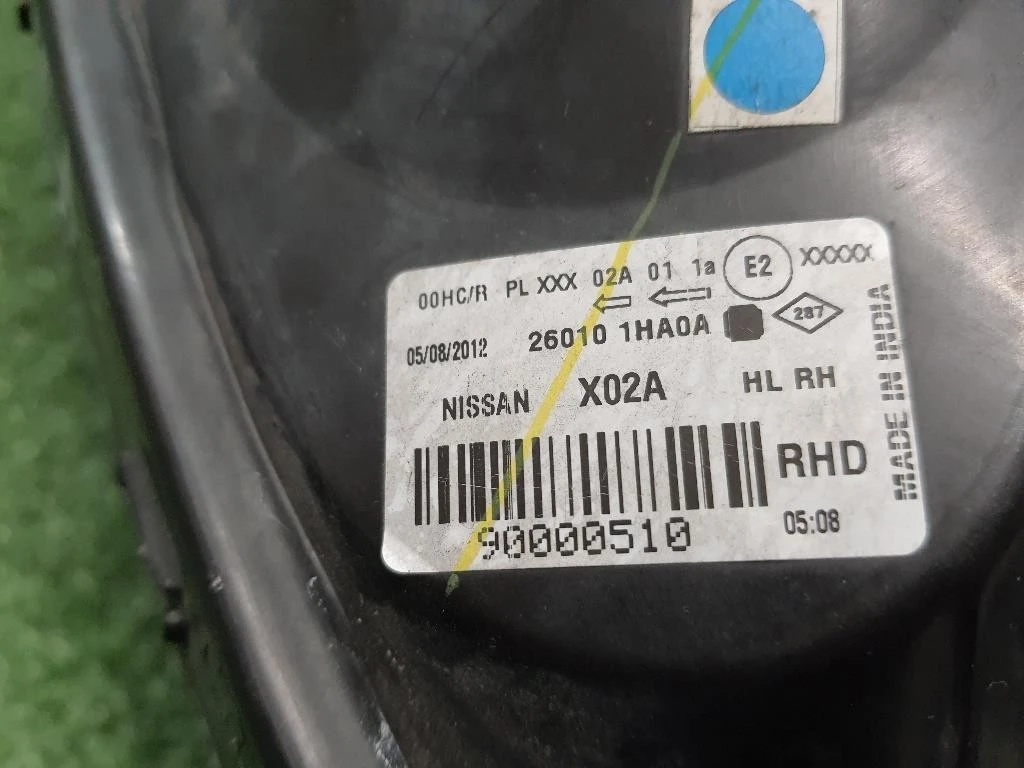 00HC/R PL XXX 02A 01 1a E2 XXXXX
05/08/2012 26010 1HA0A 287
NISSAN X02A HL RH
RHD
90000510 05:08
MADE IN INDIA